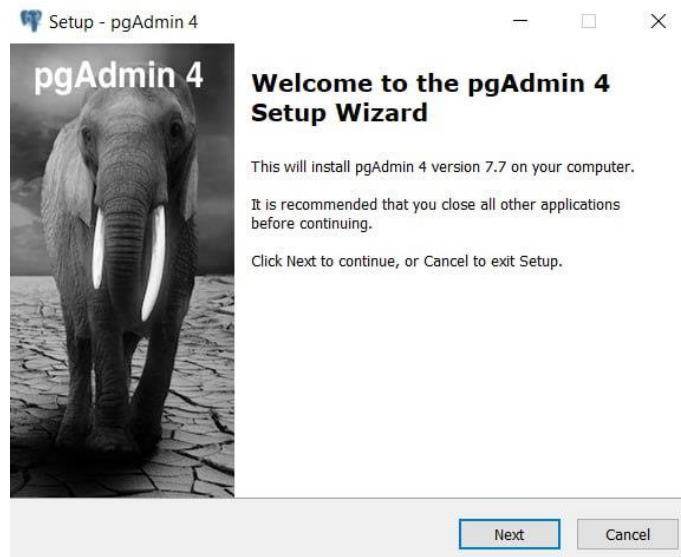 Setup - pgAdmin 4
pgAdmin 4
Welcome to the pgAdmin 4
Setup Wizard
This will install pgAdmin 4 version 7.7 on your computer.
It is recommended that you close all other applications
before continuing.
Click Next to continue, or Cancel to exit Setup.
Next
Cancel